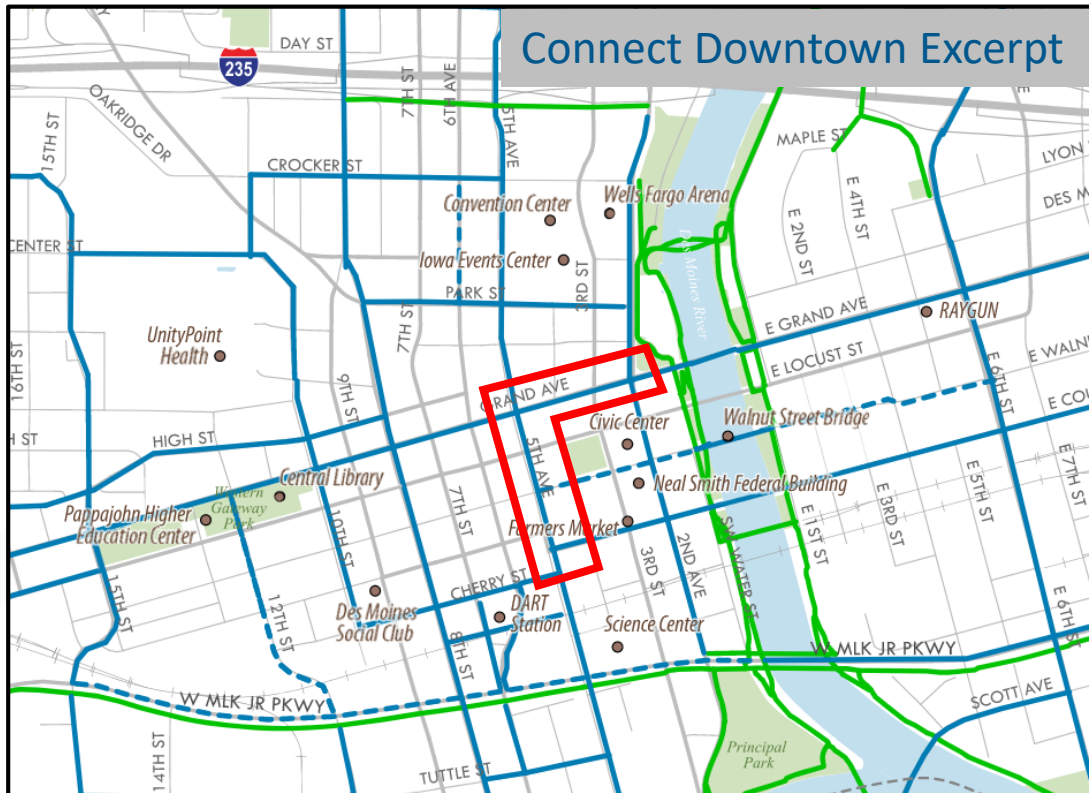 Connect Downtown Excerpt
DAY ST
235
OAKRIDGE DR
15TH ST
7TH ST
6TH AVE
5TH AVE
CROCKER ST
MAPLE ST
LYON
DES M
E 4TH ST
E 2ND ST
Wells Fargo Arena
Convention Center
Iowa Events Center
CENTER ST
PARK ST
3RD ST
Des Moines River
E GRAND AVE
RAYGUN
E LOCUST ST
E WALN
E 6TH ST
E COU
UnityPoint
Health
7TH ST
16TH ST
9TH ST
GRAND AVE
HIGH ST
H ST
Civic Center
Walnut Street Bridge
5TH AVE
Central Library
Western
Gateway
Park
Neal Smith Federal Building
Pappajohn Higher
Education Center
10TH ST
7TH ST
Farmers Market
E 7TH ST
E 5TH ST
E 3RD ST
E 1ST ST
SW WATER ST
2ND AVE
3RD ST
CHERRY ST
15TH ST
12TH ST
Des Moines
Social Club
8TH ST
DART
Station
Science Center
E 6TH ST
W MLK JR PKWY
W MLK JR PKWY
SCOTT AVE
14TH ST
TUTTLE ST
Principal
Park